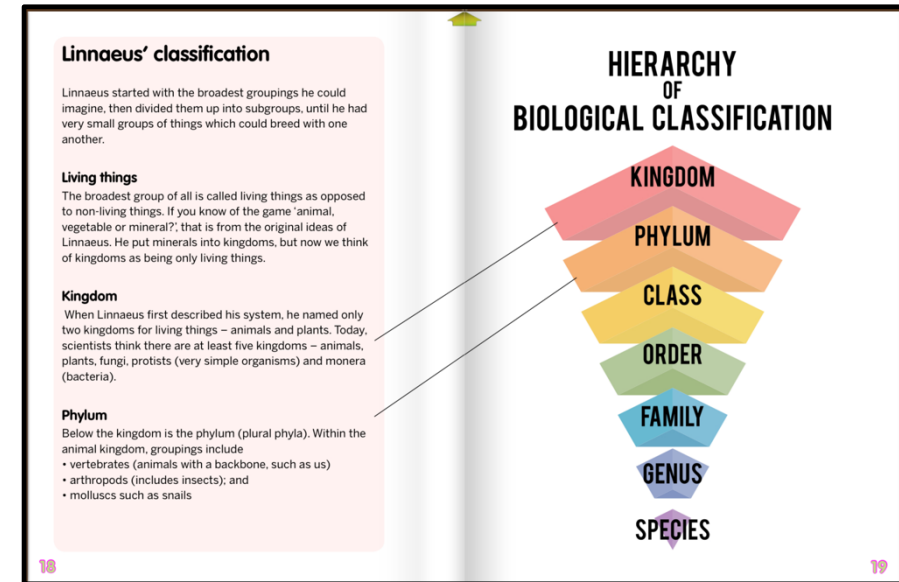 Linnaeus' classification
Linnaeus started with the broadest groupings he could
imagine, then divided them up into subgroups, until he had
very small groups of things which could breed with one
another.
Living things
The broadest group of all is called living things as opposed
to non-living things. If you know of the game 'animal,
vegetable or mineral?', that is from the original ideas of
Linnaeus. He put minerals into kingdoms, but now we think
of kingdoms as being only living things.
Kingdom
When Linnaeus first described his system, he named only
two kingdoms for living things – animals and plants. Today,
scientists think there are at least five kingdoms – animals,
plants, fungi, protists (very simple organisms) and monera
(bacteria).
Phylum
Below the kingdom is the phylum (plural phyla). Within the
animal kingdom, groupings include
• vertebrates (animals with a backbone, such as us)
• arthropods (includes insects); and
• molluscs such as snails
18
HIERARCHY
OF
BIOLOGICAL CLASSIFICATION
KINGDOM
PHYLUM
CLASS
ORDER
FAMILY
GENUS
SPECIES
19